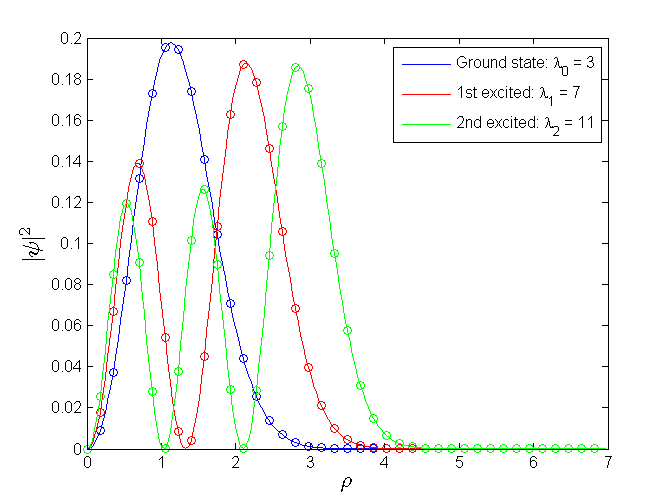 0.2
0.18
0.16
0.14
0.12
0.1
0.08
0.06
0.04
0.02
0
|ψ|²
0 1 2 3 4 5 6 7
ρ
Ground state: λ₀ = 3
1st excited: λ₁ = 7
2nd excited: λ₂ = 11